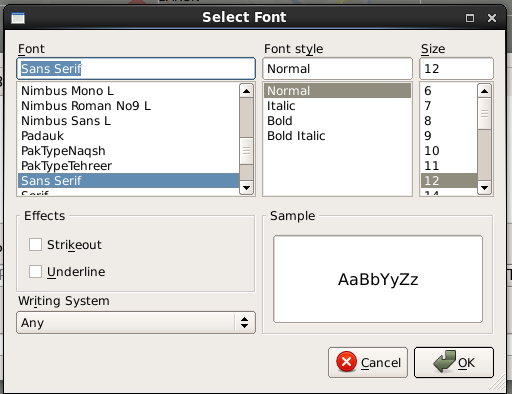 Select Font
Font
Font style
Size
Sans Serif
Normal
12
Nimbus Mono L
Nimbus Roman No9 L
Nimbus Sans L
Padauk
PakTypeNaqsh
PakTypeTehreer
Sans Serif
Serif
Normal
Italic
Bold
Bold Italic
6
7
8
9
10
11
12
14
Effects
Strikeout
Underline
Sample
AaBbYyZz
Writing System
Any
Cancel
OK